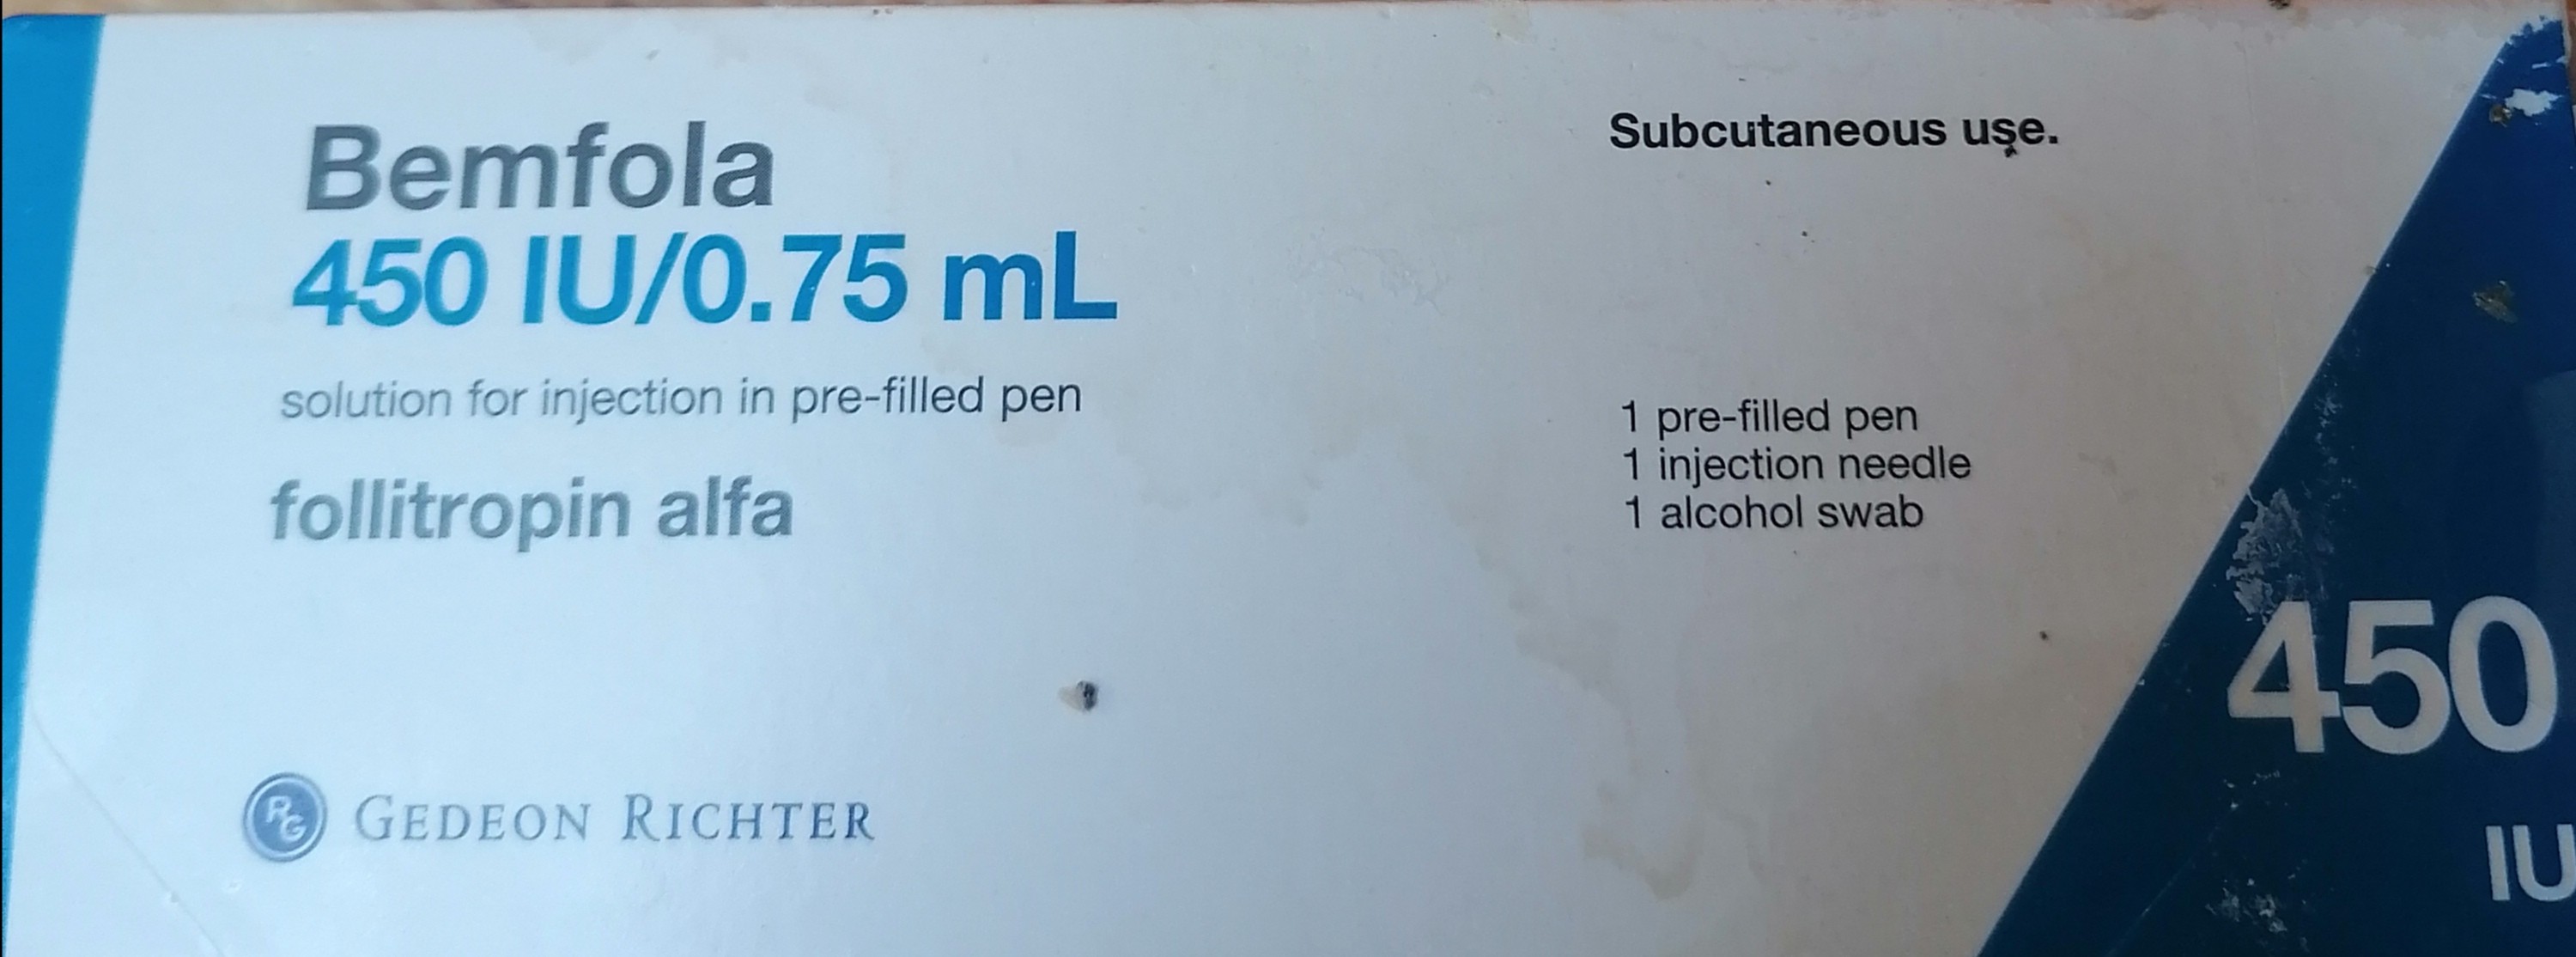 Bemfola
450 IU/0.75 mL
solution for injection in pre-filled pen
follitropin alfa
RG GEDEON RICHTER
Subcutaneous use.
1 pre-filled pen
1 injection needle
1 alcohol swab
450
IU